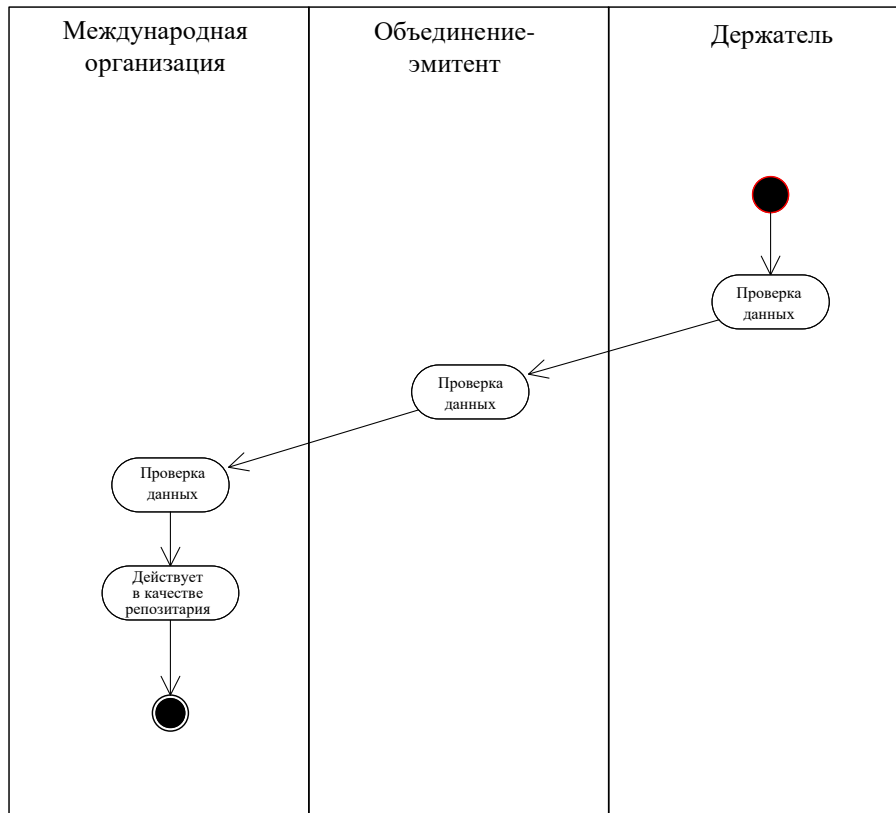 Международная
организация
Объединение-
эмитент
Держатель
Проверка
данных
Проверка
данных
Проверка
данных
Действует
в качестве
репозитария